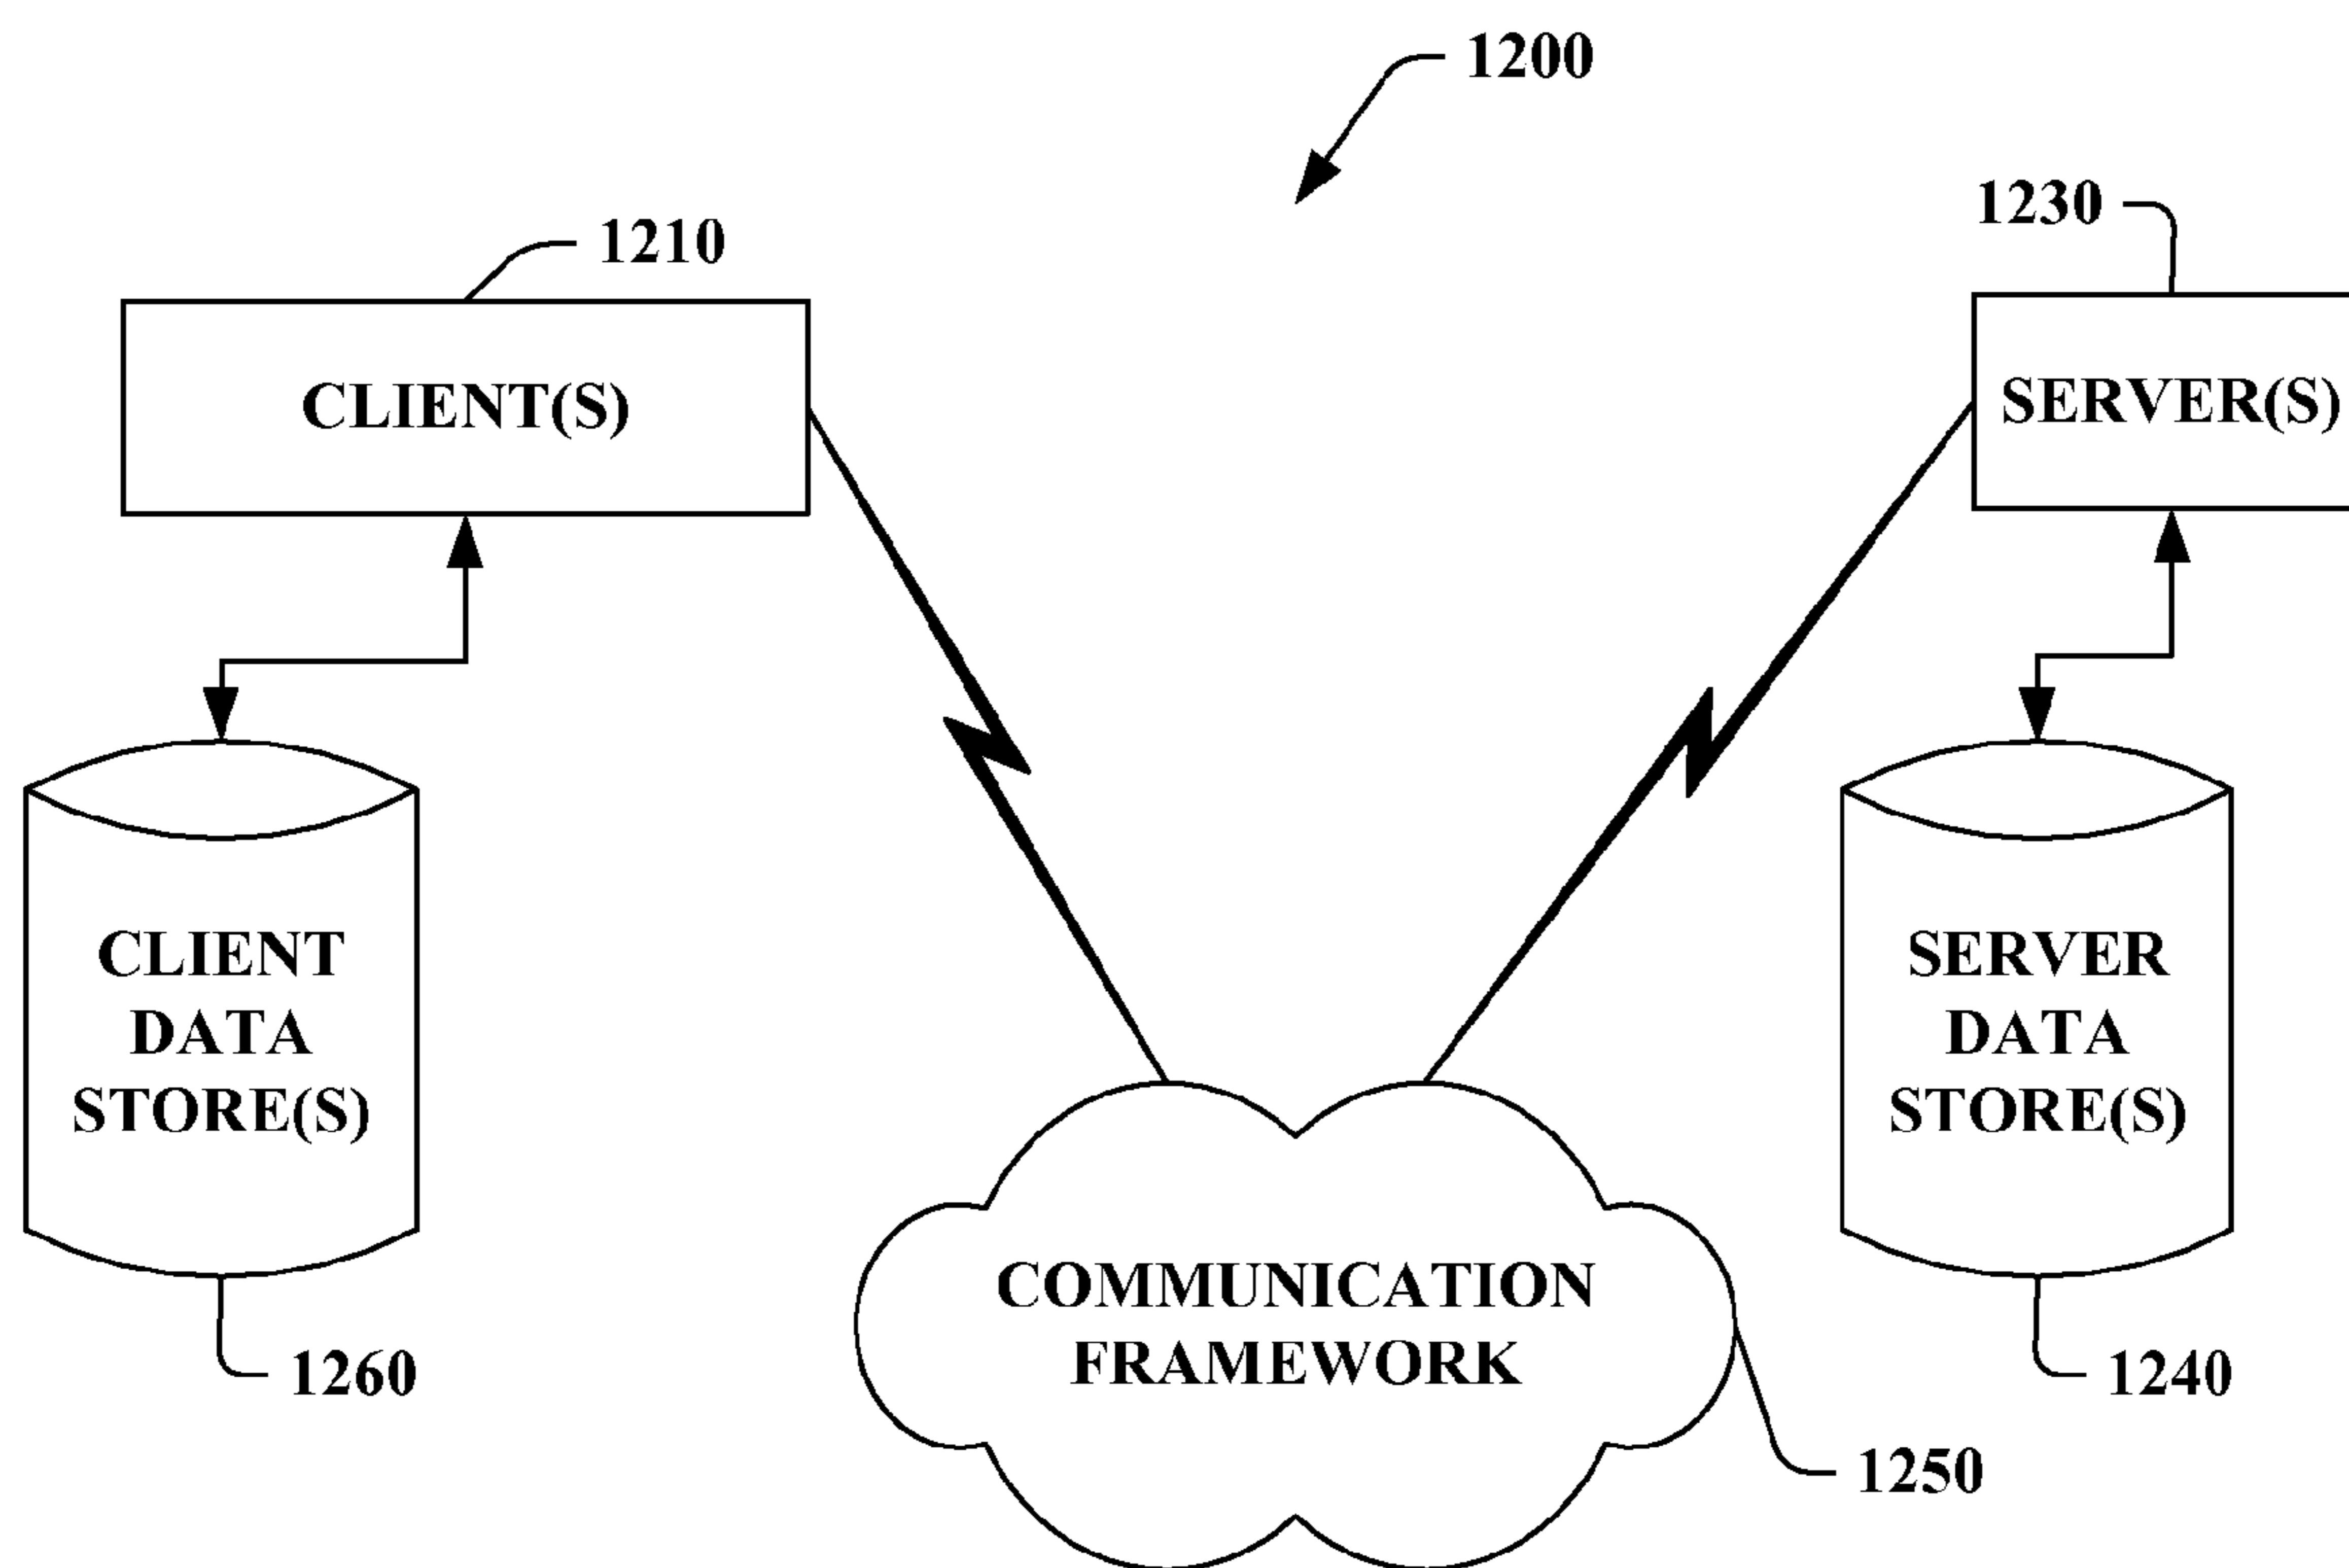 1200
1210
1230
CLIENT(S)
SERVER(S)
CLIENT
DATA
STORE(S)
SERVER
DATA
STORE(S)
COMMUNICATION
FRAMEWORK
1260
1240
1250